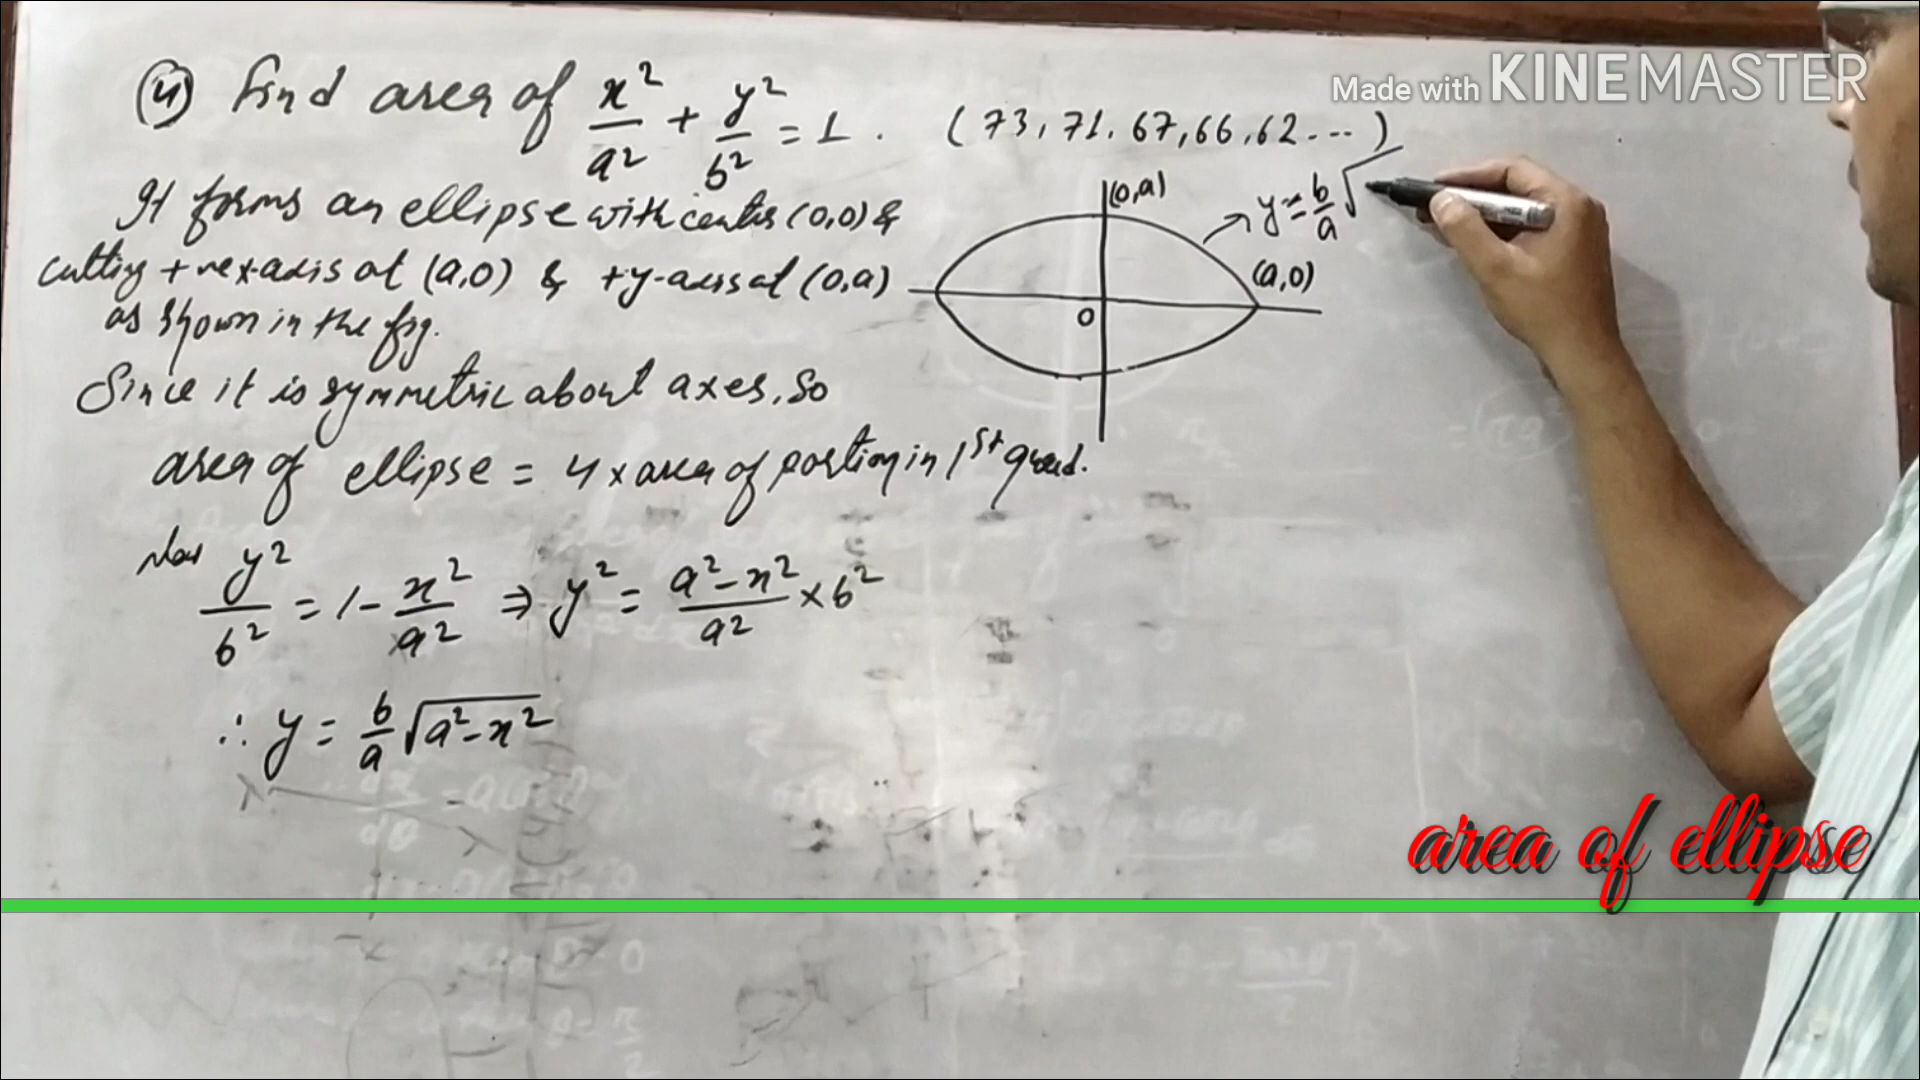 (4) Find area of x²/a² + y²/b² = 1. (73, 71, 67, 66, 62 ---)
It forms an ellipse with centre (0,0) &
cutting +ve x-axis at (a,0) & +y-axis at (0,a)
as shown in the fig.
Since it is symmetric about axes, so
area of ellipse = 4 × area of portion in 1st quad.
Now y²/b² = 1 - x²/a² ⇒ y² = a²-x²/a² × b²
∴ y = b/a √a²-x²
(0,a)
y = b/a √
(a,0)
0
Made with KINEMASTER
area of ellipse